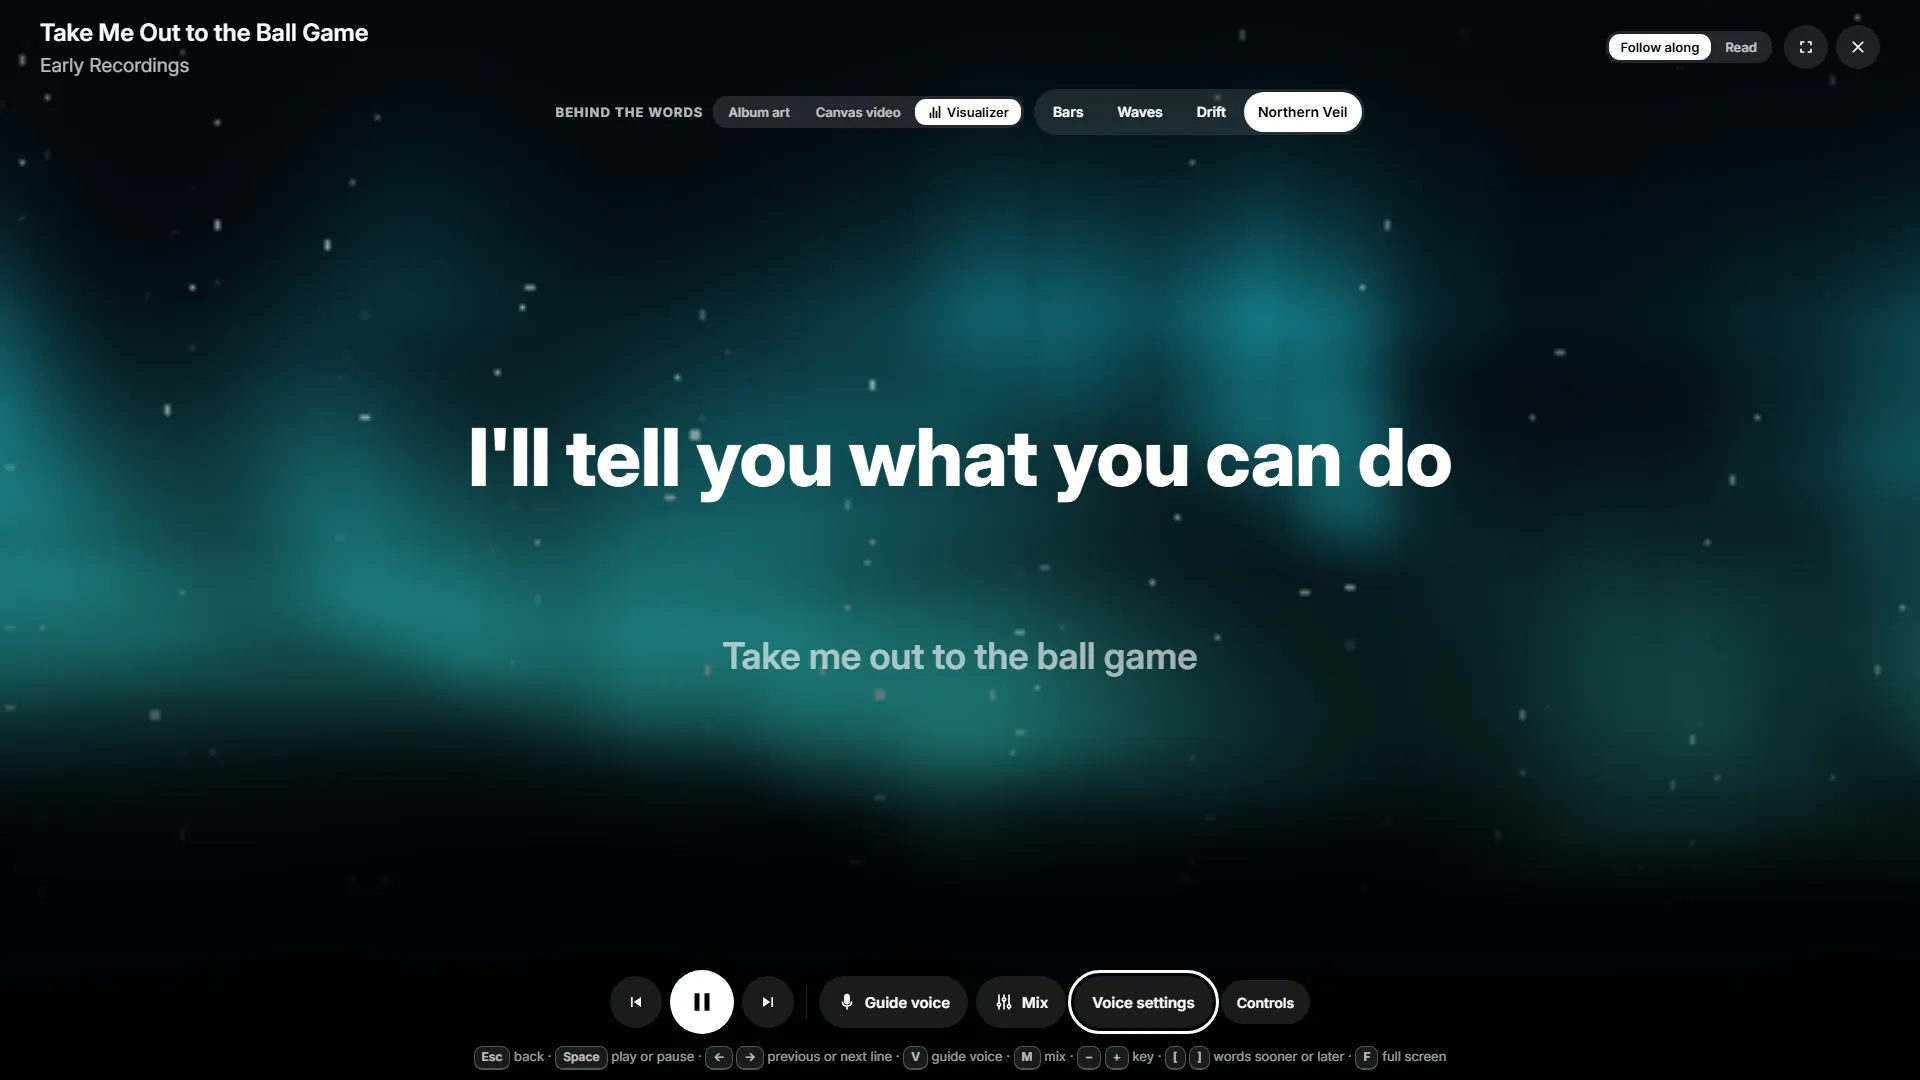 Take Me Out to the Ball Game
Early Recordings
Follow along Read
BEHIND THE WORDS Album art Canvas video Visualizer Bars Waves Drift Northern Veil
I'll tell you what you can do
Take me out to the ball game
Guide voice Mix Voice settings Controls
Esc back · Space play or pause · ← → previous or next line · V guide voice · M mix · − + key · [ ] words sooner or later · F full screen